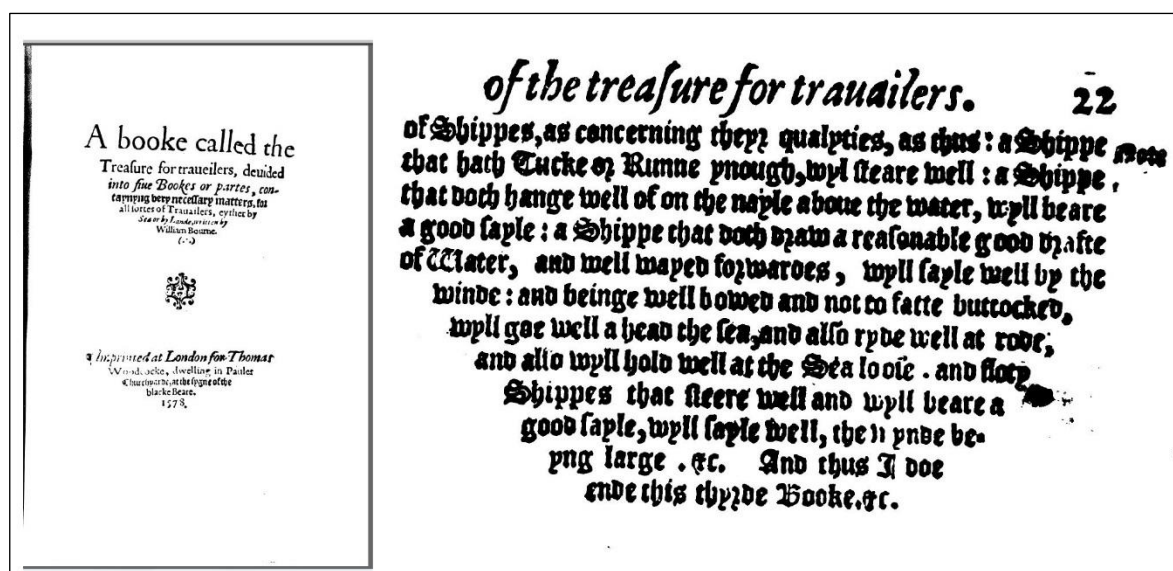 A booke called the
Treaſure for traueilers, deuided
into fiue Bookes or partes, con-
taynyng very neceſſary matters, for
all ſortes of Trauailers, eyther by
Sea or by Lande, written by
William Bourne.
(∴)
¶ Imprinted at London for Thomas
Woodcocke, dwelling in Paules
Churchyarde, at the ſygne of the
blacke Beare.
1578.
of the treaſure for trauailers. 22
of Shippes, as concerning theyr qualyties, as thus: a Shippe Note
that hath Tucke or Runne ynough, wyl ſteare well: a Shippe,
that doth hange well of on the nayle aboue the water, wyll beare
a good ſayle: a Shippe that doth draw a reaſonable good drafte
of Water, and well wayed forwardes, wyll ſayle well by the
winde: and beinge well bowed and not to fatte buttocked,
wyll goe well a head the ſea, and alſo ryde well at rode;
and alſo wyll hold well at the Sea looſe. and
Shippes that ſteere well and wyll beare a
good ſayle, wyll ſayle well, the ynde be-
yng large. &c. And thus I doe
ende this thyrde Booke. &c.